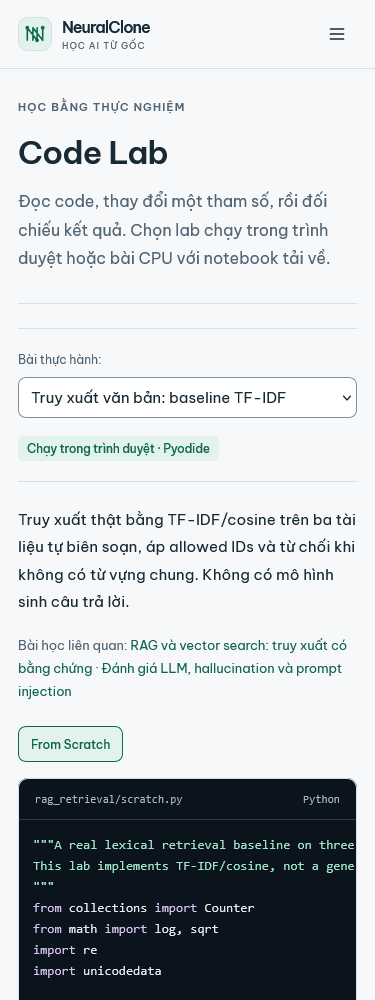 NeuralClone
HỌC AI TỪ GỐC
HỌC BẰNG THỰC NGHIỆM
Code Lab
Đọc code, thay đổi một tham số, rồi đối
chiếu kết quả. Chọn lab chạy trong trình
duyệt hoặc bài CPU với notebook tải về.
Bài thực hành:
Truy xuất văn bản: baseline TF-IDF
Chạy trong trình duyệt · Pyodide
Truy xuất thật bằng TF-IDF/cosine trên ba tài
liệu tự biên soạn, áp allowed IDs và từ chối khi
không có từ vựng chung. Không có mô hình
sinh câu trả lời.
Bài học liên quan: RAG và vector search: truy xuất có
bằng chứng · Đánh giá LLM, hallucination và prompt
injection
From Scratch
rag_retrieval/scratch.py Python
"""A real lexical retrieval baseline on three
This lab implements TF-IDF/cosine, not a gene
"""
from collections import Counter
from math import log, sqrt
import re
import unicodedata